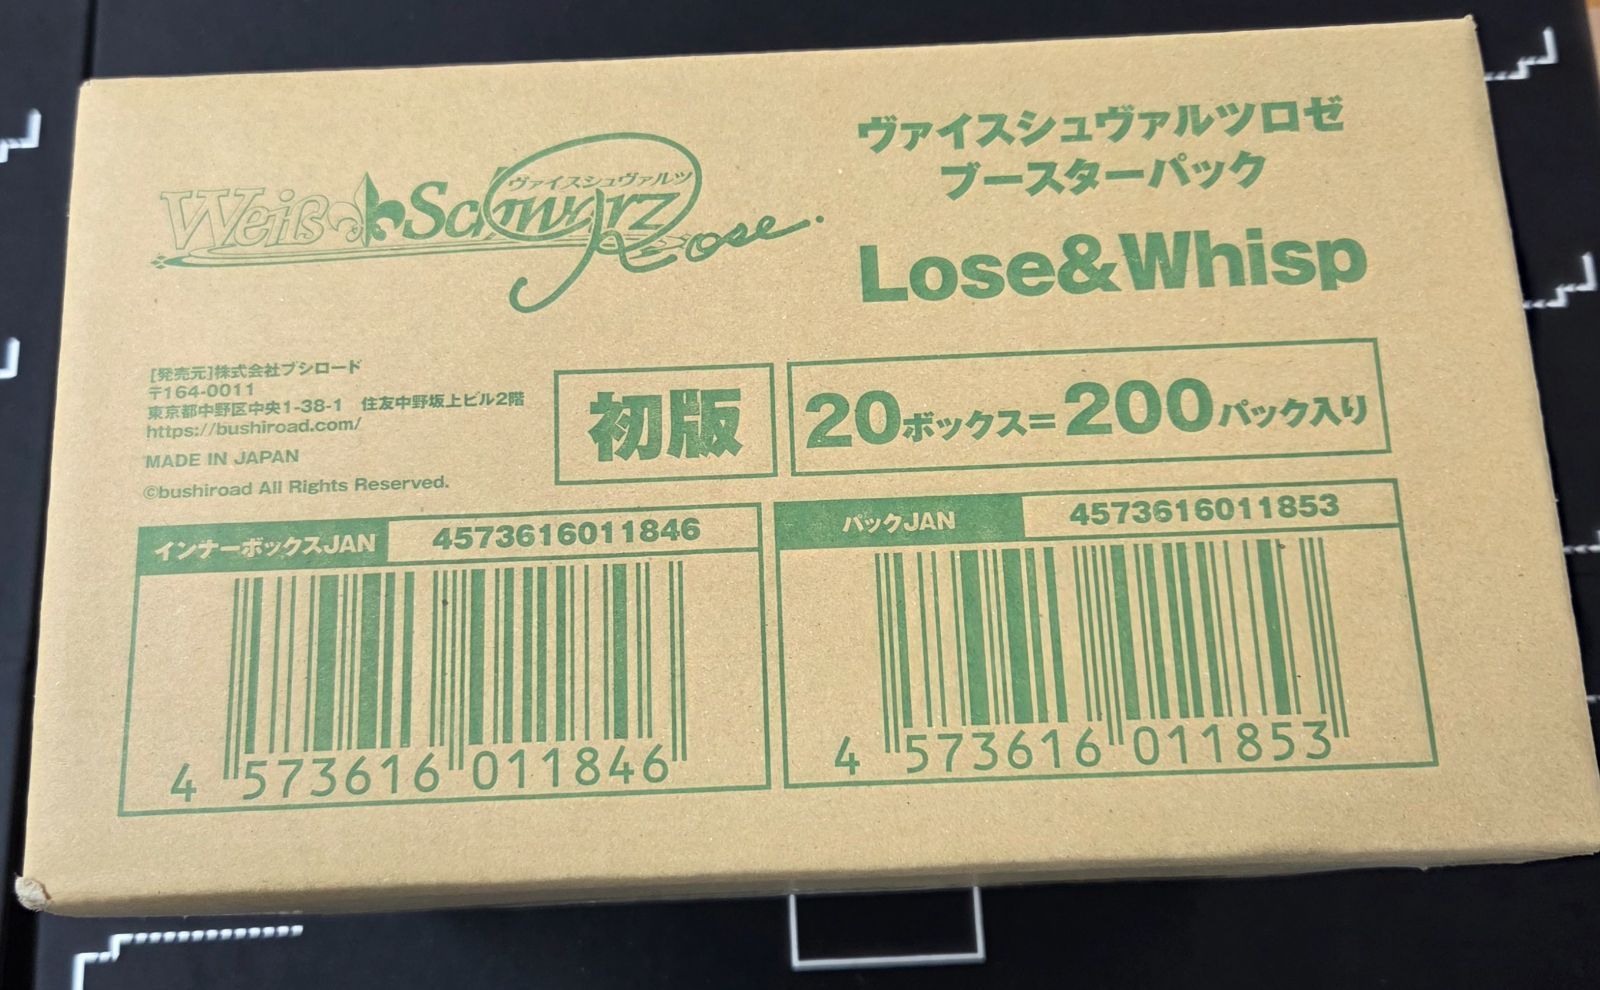 Weiß Schwarz
ヴァイスシュヴァルツ
Rose
ヴァイスシュヴァルツロゼ
ブースターパック
Lose&Whisp
[発売元]株式会社ブシロード
〒164-0011
東京都中野区中央1-38-1 住友中野坂上ビル2階
https://bushiroad.com/
MADE IN JAPAN
©bushiroad All Rights Reserved.
初版
20ボックス=200パック入り
インナーボックスJAN 4573616011846
4 573616 011846
パックJAN 4573616011853
4 573616 011853